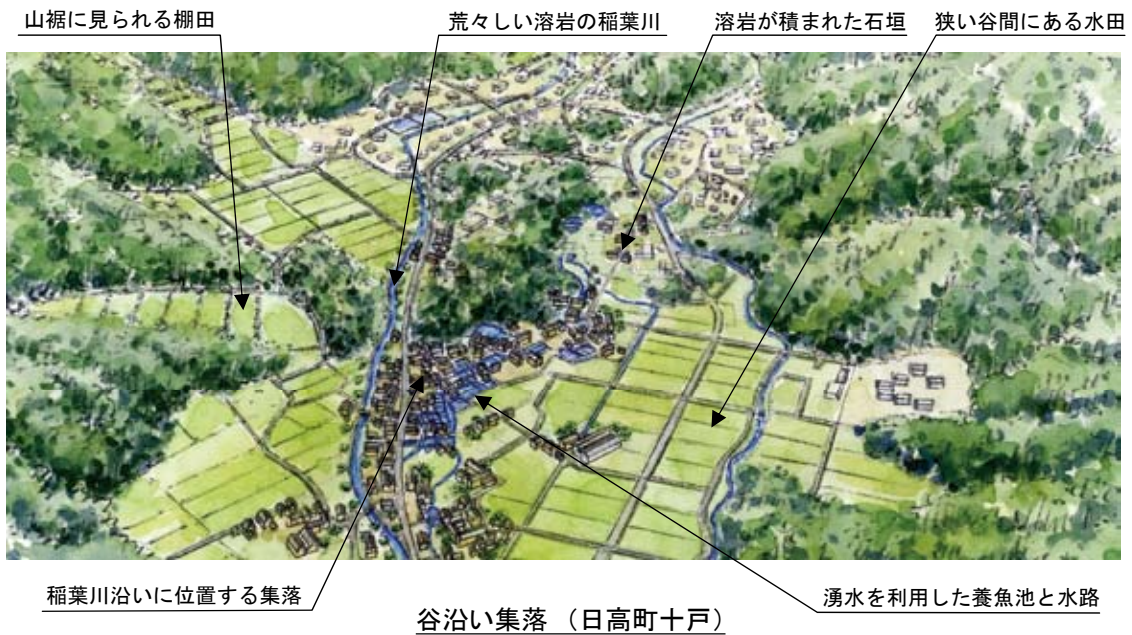 山裾に見られる棚田
荒々しい溶岩の稲葉川
溶岩が積まれた石垣
狭い谷間にある水田
稲葉川沿いに位置する集落
湧水を利用した養魚池と水路
谷沿い集落 （日高町十戸）